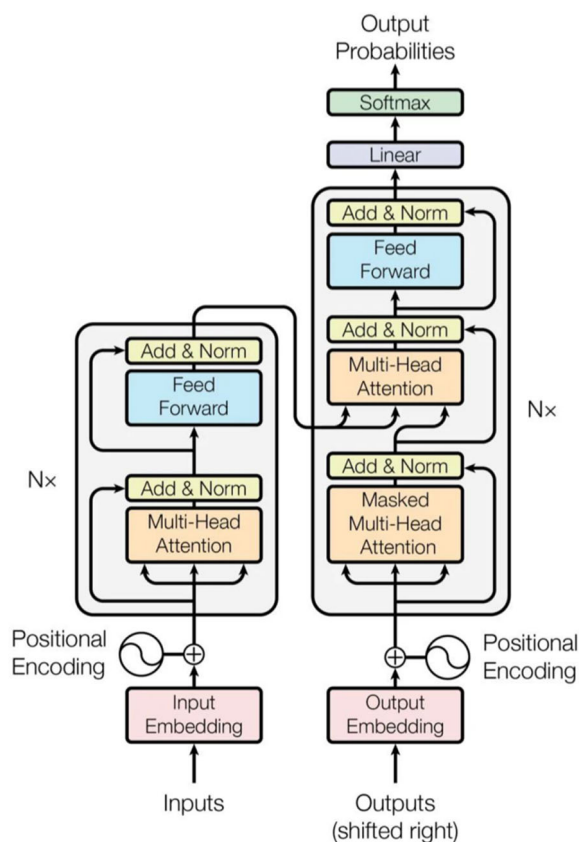 Output
Probabilities
Softmax
Linear
Add & Norm
Feed
Forward
Add & Norm
Multi-Head
Attention
Add & Norm
Masked
Multi-Head
Attention
N×
Add & Norm
Feed
Forward
Add & Norm
Multi-Head
Attention
N×
Positional
Encoding
Positional
Encoding
Input
Embedding
Output
Embedding
Inputs
Outputs
(shifted right)